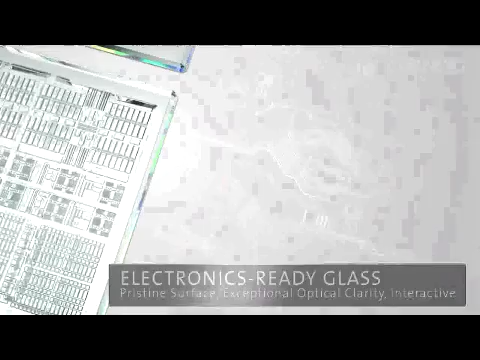 ELECTRONICS-READY GLASS
Pristine Surface, Exceptional Optical Clarity, Interactive